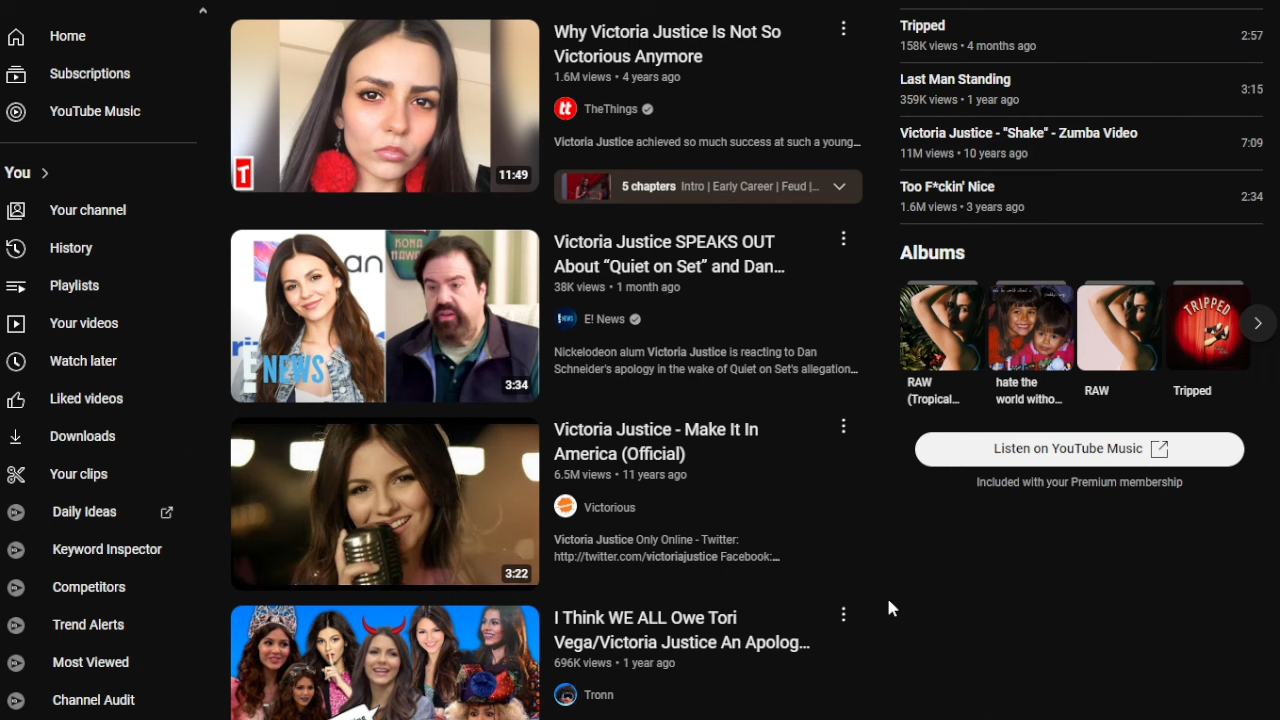 Home
Subscriptions
YouTube Music
You
Your channel
History
Playlists
Your videos
Watch later
Liked videos
Downloads
Your clips
Daily Ideas
Keyword Inspector
Competitors
Trend Alerts
Most Viewed
Channel Audit
T
11:49
Why Victoria Justice Is Not So
Victorious Anymore
1.6M views • 4 years ago
tt
TheThings
Victoria Justice achieved so much success at such a young...
5 chapters Intro | Early Career | Feud |...
KONA
an
E NEWS
3:34
Victoria Justice SPEAKS OUT
About “Quiet on Set” and Dan...
38K views • 1 month ago
E! News
Nickelodeon alum Victoria Justice is reacting to Dan
Schneider's apology in the wake of Quiet on Set's allegation...
3:22
Victoria Justice - Make It In
America (Official)
6.5M views • 11 years ago
Victorious
Victoria Justice Only Online - Twitter:
http://twitter.com/victoriajustice Facebook:...
I Think WE ALL Owe Tori
Vega/Victoria Justice An Apolog...
696K views • 1 year ago
Tronn
Tripped
158K views • 4 months ago
2:57
Last Man Standing
359K views • 1 year ago
3:15
Victoria Justice - "Shake" - Zumba Video
11M views • 10 years ago
7:09
Too F*ckin' Nice
1.6M views • 3 years ago
2:34
Albums
TRIPPED
RAW
(Tropical...
hate the
world witho...
RAW
Tripped
Listen on YouTube Music
Included with your Premium membership